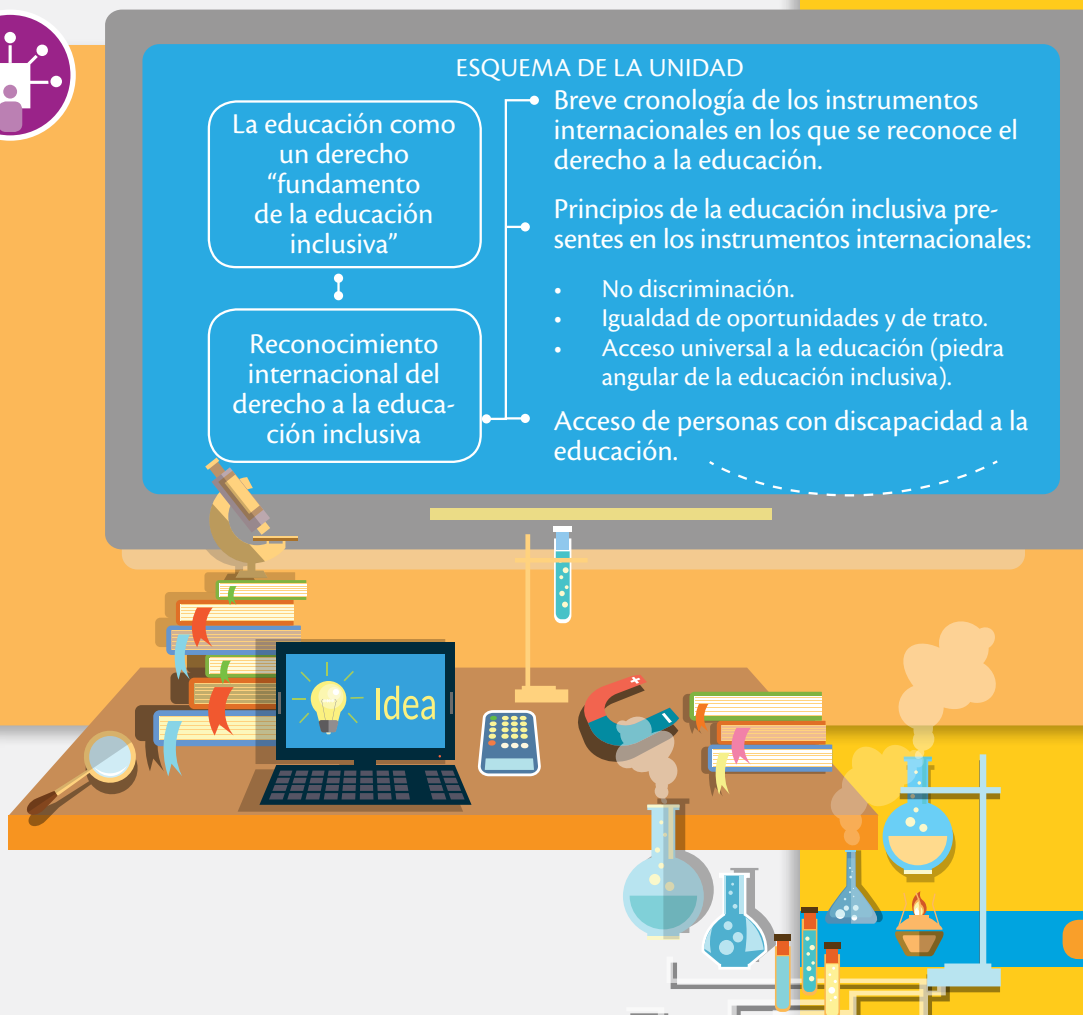 ESQUEMA DE LA UNIDAD
La educación como
un derecho
“fundamento
de la educación
inclusiva”
Reconocimiento
internacional del
derecho a la educa-
ción inclusiva
Breve cronología de los instrumentos
internacionales en los que se reconoce el
derecho a la educación.
Principios de la educación inclusiva pre-
sentes en los instrumentos internacionales:
• No discriminación.
• Igualdad de oportunidades y de trato.
• Acceso universal a la educación (piedra
angular de la educación inclusiva).
Acceso de personas con discapacidad a la
educación.
Idea